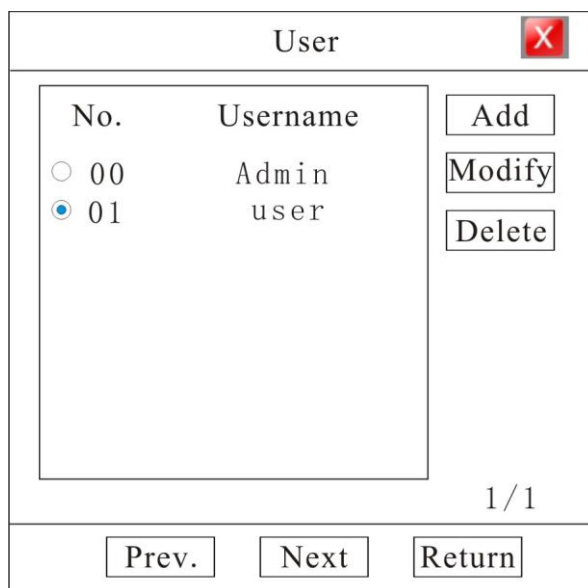 User X
No. Username Add
00 Admin Modify
01 user
Delete
1/1
Prev. Next Return